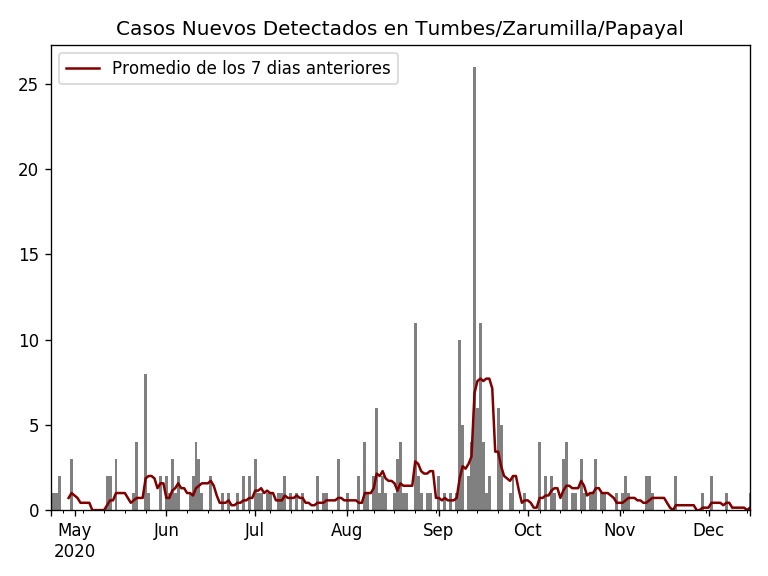 Casos Nuevos Detectados en Tumbes/Zarumilla/Papayal
Promedio de los 7 dias anteriores
25
20
15
10
5
0
May Jun Jul Aug Sep Oct Nov Dec
2020